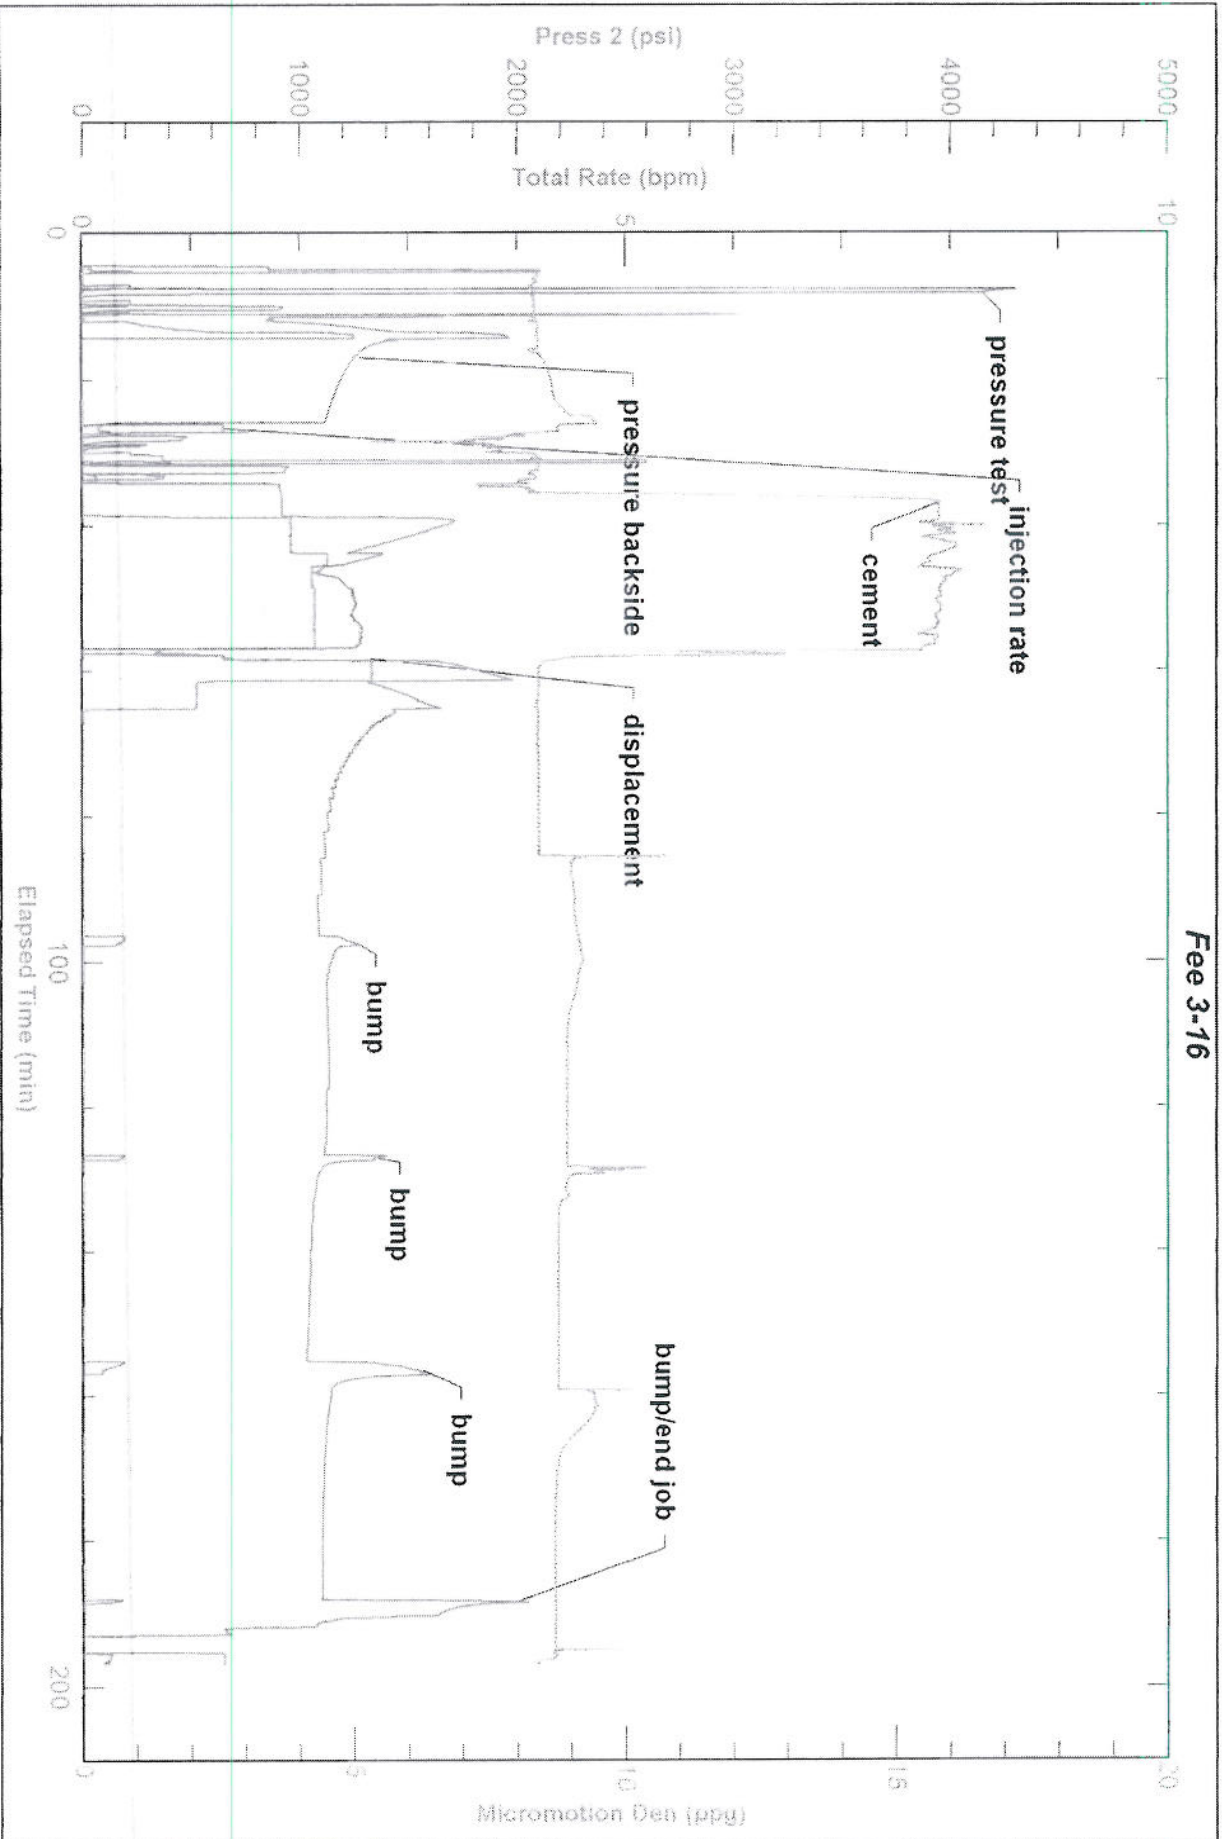 Fee 3-16
Press 2 (psi)
5000
4000
3000
2000
1000
0
Total Rate (bpm)
10
5
0
pressure test
injection rate
cement
pressure backside
displacement
bump
bump
bump
bump/end job
0
100
200
Elapsed Time (min)
20
15
10
5
0
Micromotion Den (ppg)